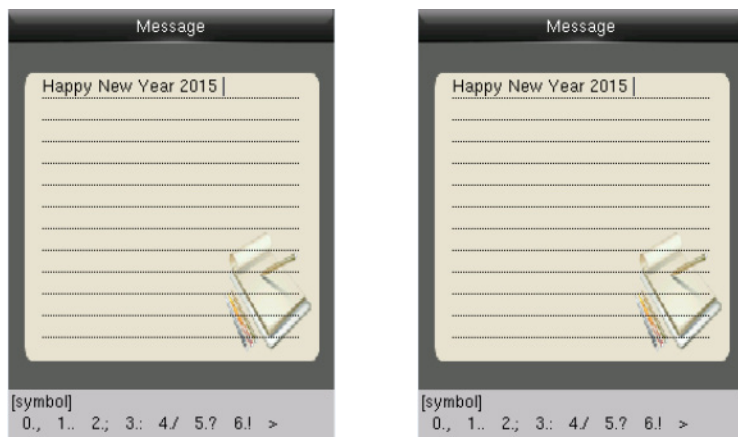 Message
Happy New Year 2015
[symbol]
0., 1.. 2.; 3.: 4./ 5.? 6.! >
Message
Happy New Year 2015
[symbol]
0., 1.. 2.; 3.: 4./ 5.? 6.! >